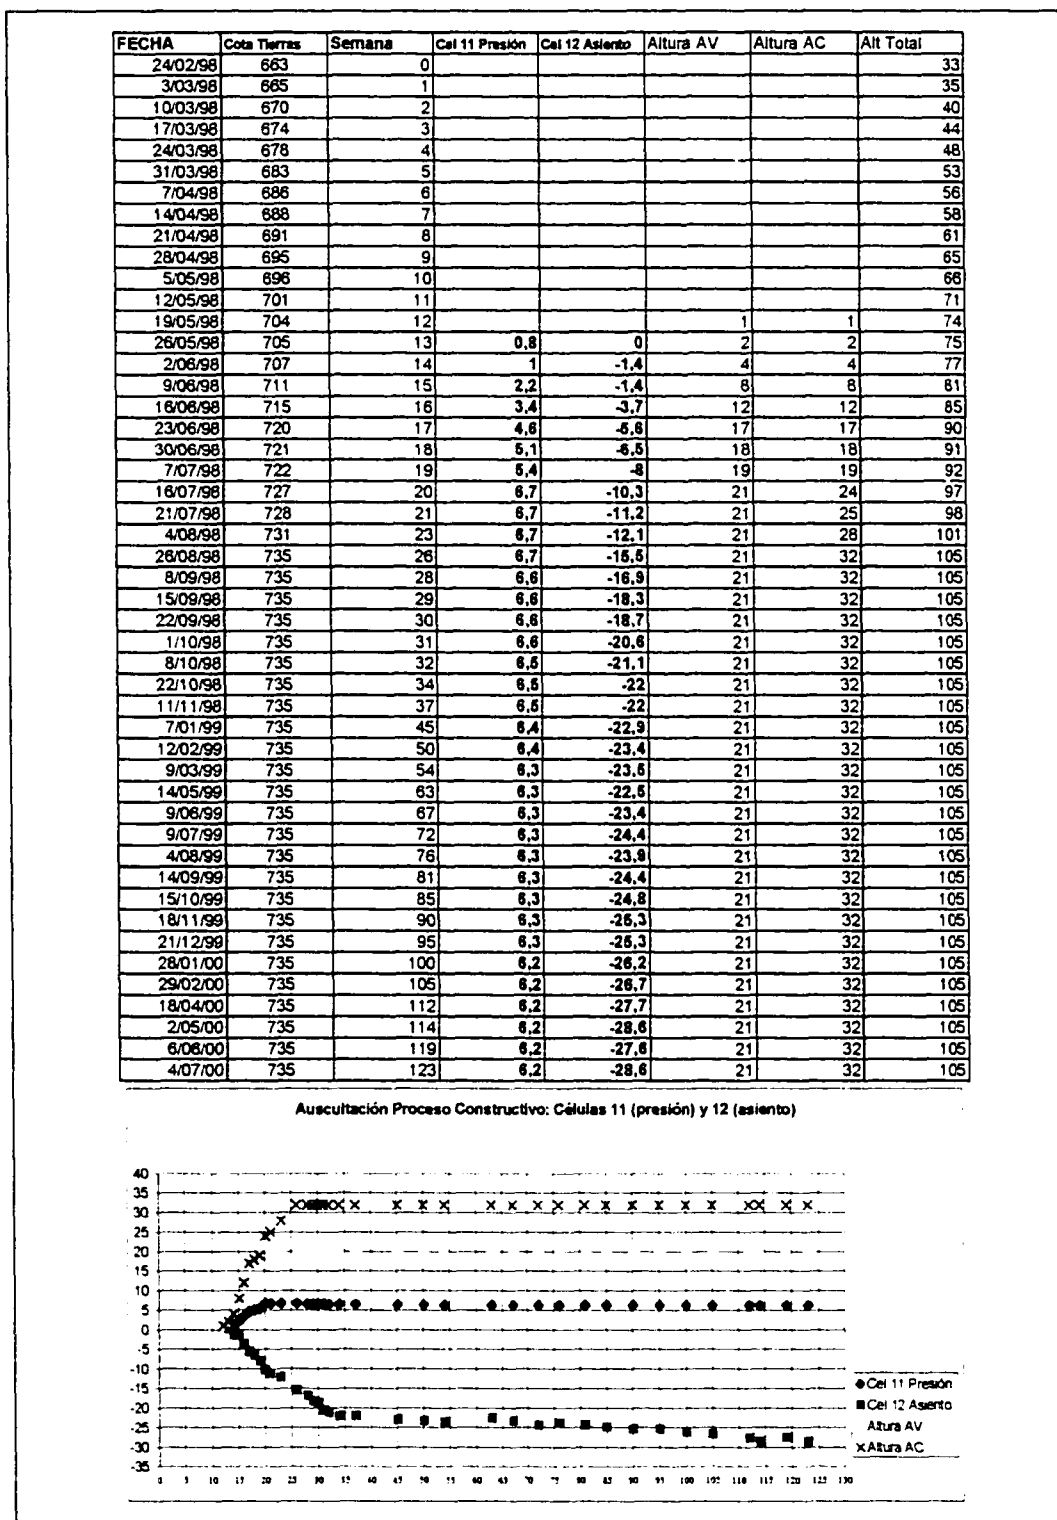 FECHA Cota Tierras Semana Cel 11 Presión Cel 12 Asiento Altura AV Altura AC Alt Total
24/02/98 663 0 33
3/03/98 665 1 35
10/03/98 670 2 40
17/03/98 674 3 44
24/03/98 678 4 48
31/03/98 683 5 53
7/04/98 686 6 56
14/04/98 688 7 58
21/04/98 691 8 61
28/04/98 695 9 65
5/05/98 696 10 66
12/05/98 701 11 71
19/05/98 704 12 1 1 74
26/05/98 705 13 0,8 0 2 2 75
2/06/98 707 14 1 -1,4 4 4 77
9/06/98 711 15 2,2 -1,4 8 8 81
16/06/98 715 16 3,4 -3,7 12 12 85
23/06/98 720 17 4,6 -5,6 17 17 90
30/06/98 721 18 5,1 -6,5 18 18 91
7/07/98 722 19 5,4 -8 19 19 92
16/07/98 727 20 6,7 -10,3 21 24 97
21/07/98 728 21 6,7 -11,2 21 25 98
4/08/98 731 23 6,7 -12,1 21 28 101
26/08/98 735 26 6,7 -15,5 21 32 105
8/09/98 735 28 6,6 -16,9 21 32 105
15/09/98 735 29 6,6 -18,3 21 32 105
22/09/98 735 30 6,6 -18,7 21 32 105
1/10/98 735 31 6,6 -20,6 21 32 105
8/10/98 735 32 6,5 -21,1 21 32 105
22/10/98 735 34 6,5 -22 21 32 105
11/11/98 735 37 6,5 -22 21 32 105
7/01/99 735 45 6,4 -22,9 21 32 105
12/02/99 735 50 6,4 -23,4 21 32 105
9/03/99 735 54 6,3 -23,5 21 32 105
14/05/99 735 63 6,3 -22,5 21 32 105
9/06/99 735 67 6,3 -23,4 21 32 105
9/07/99 735 72 6,3 -24,4 21 32 105
4/08/99 735 76 6,3 -23,9 21 32 105
14/09/99 735 81 6,3 -24,4 21 32 105
15/10/99 735 85 6,3 -24,8 21 32 105
18/11/99 735 90 6,3 -25,3 21 32 105
21/12/99 735 95 6,3 -25,3 21 32 105
28/01/00 735 100 6,2 -26,2 21 32 105
29/02/00 735 105 6,2 -26,7 21 32 105
18/04/00 735 112 6,2 -27,7 21 32 105
2/05/00 735 114 6,2 -28,6 21 32 105
6/06/00 735 119 6,2 -27,6 21 32 105
4/07/00 735 123 6,2 -28,6 21 32 105
Auscultación Proceso Constructivo: Células 11 (presión) y 12 (asiento)
40
35
30
25
20
15
10
5
0
-5
-10
-15
-20
-25
-30
-35
Cel 11 Presión
Cel 12 Asiento
Altura AV
Altura AC
0 5 10 15 20 25 30 35 40 45 50 55 60 65 70 75 80 85 90 95 100 105 110 115 120 125 130